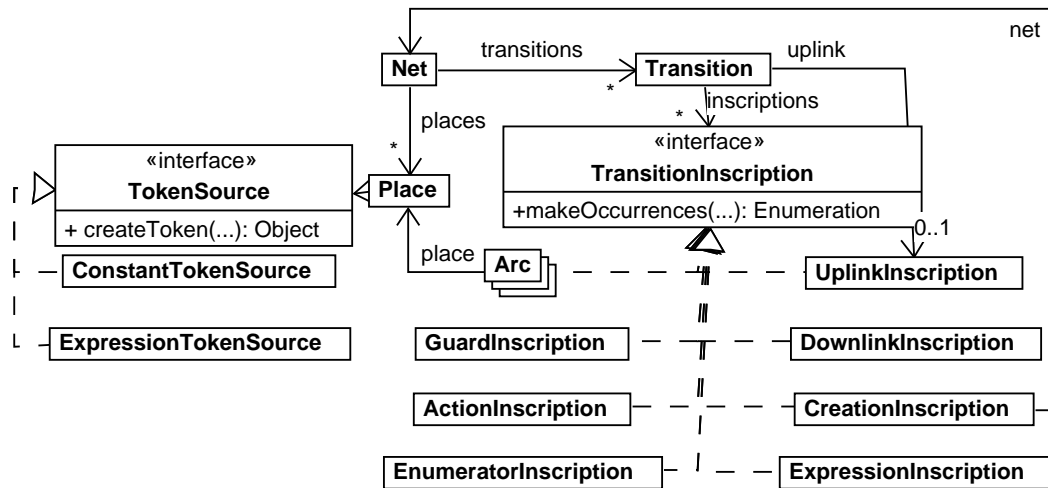 net
transitions
uplink
Net
Transition
*
inscriptions
places
*
*
«interface»
TransitionInscription
+makeOccurrences(...): Enumeration
«interface»
TokenSource
+ createToken(...): Object
Place
0..1
place
Arc
ConstantTokenSource
UplinkInscription
ExpressionTokenSource
GuardInscription
DownlinkInscription
ActionInscription
CreationInscription
EnumeratorInscription
ExpressionInscription